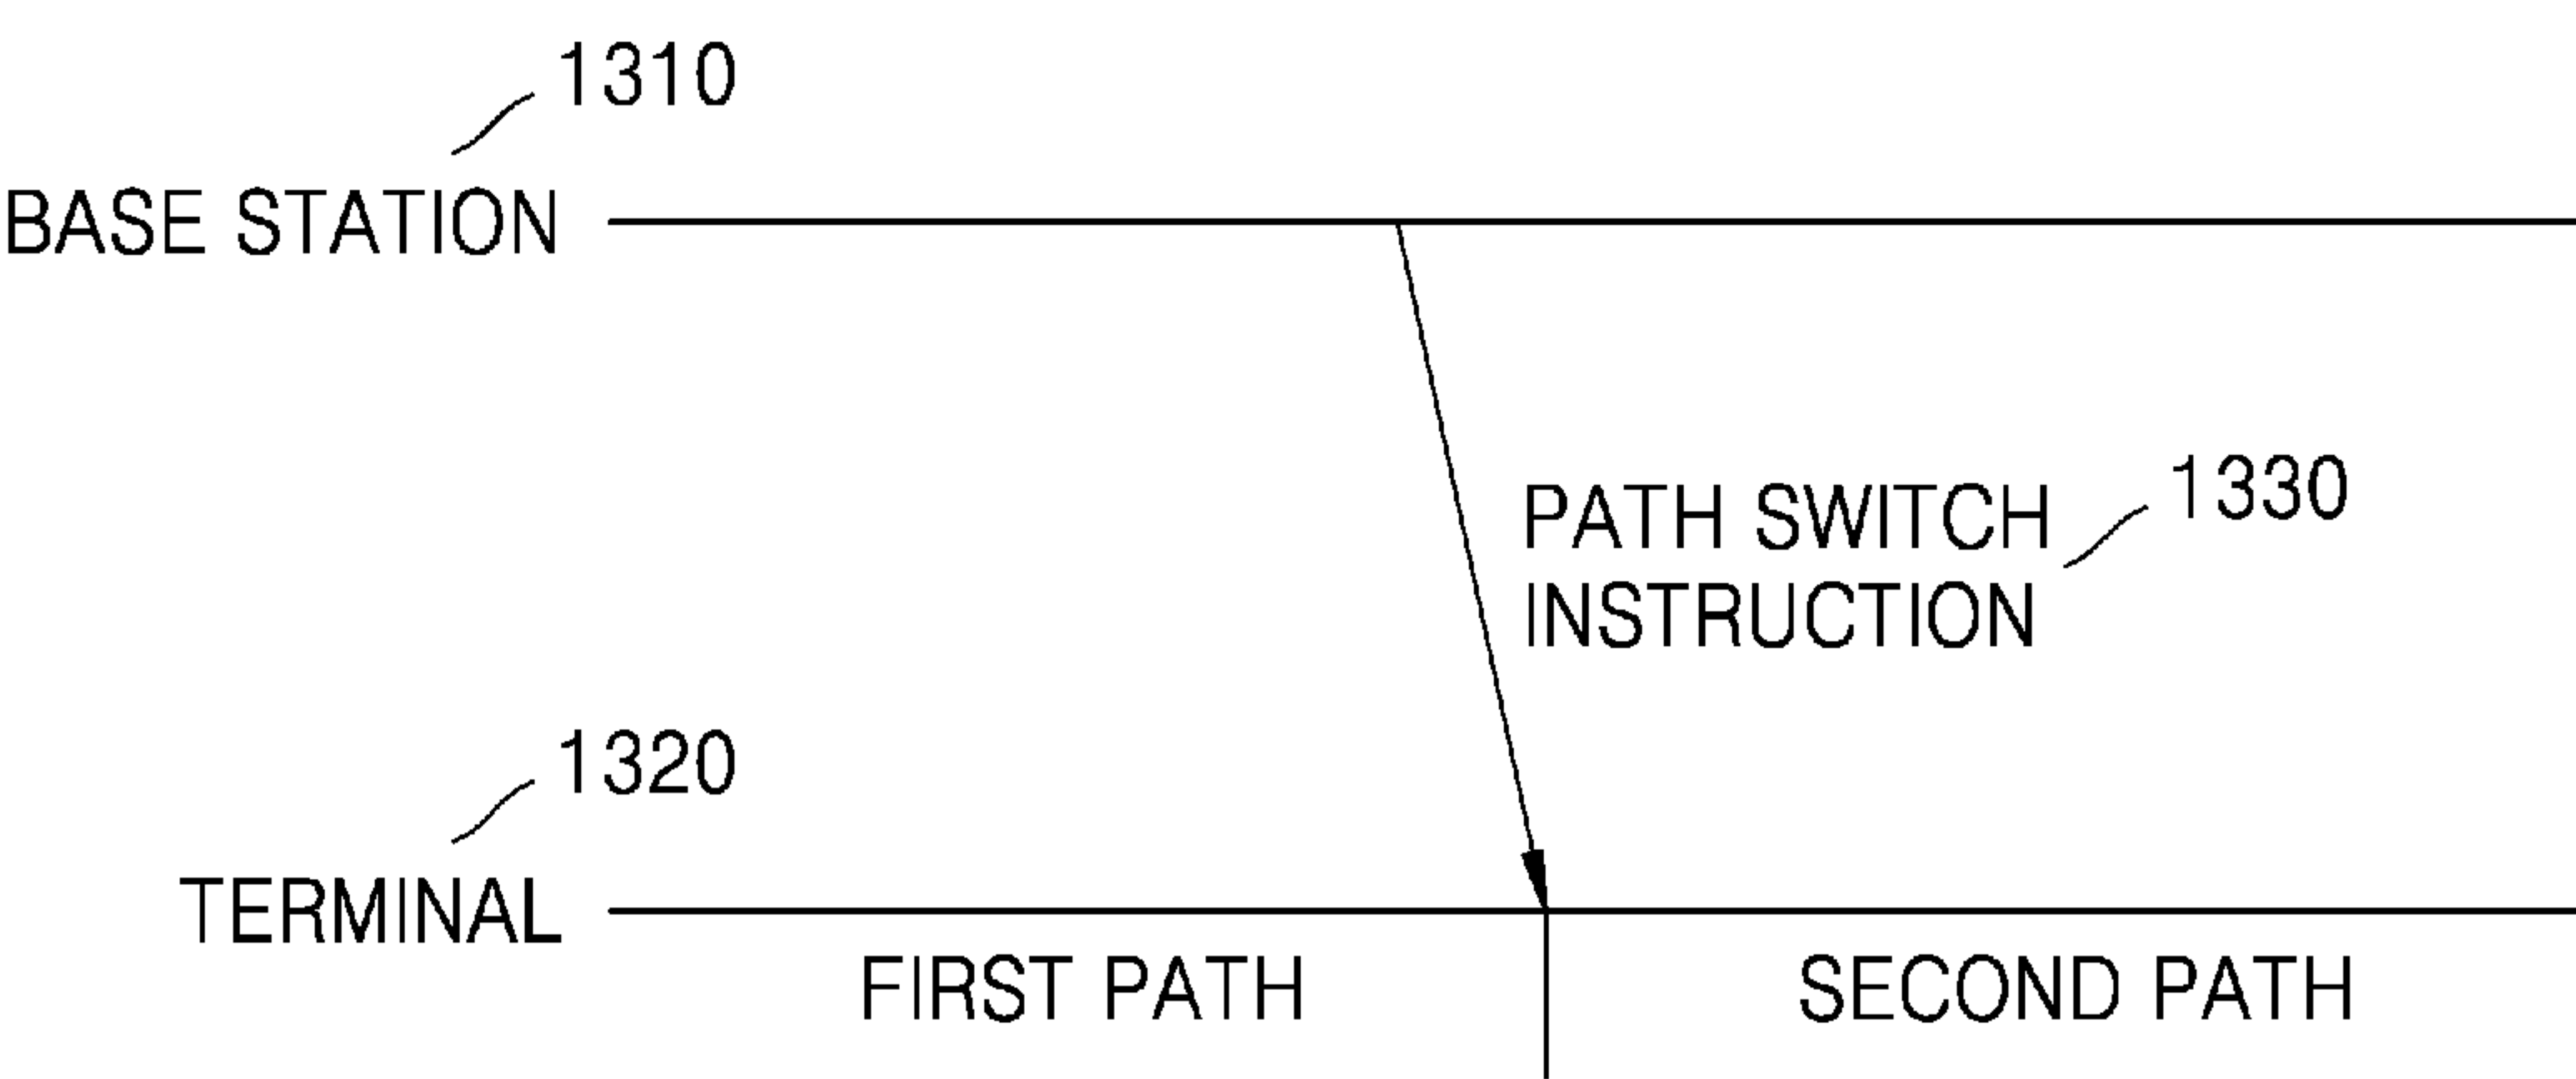 1310
BASE STATION
PATH SWITCH
INSTRUCTION
1330
1320
TERMINAL
FIRST PATH
SECOND PATH